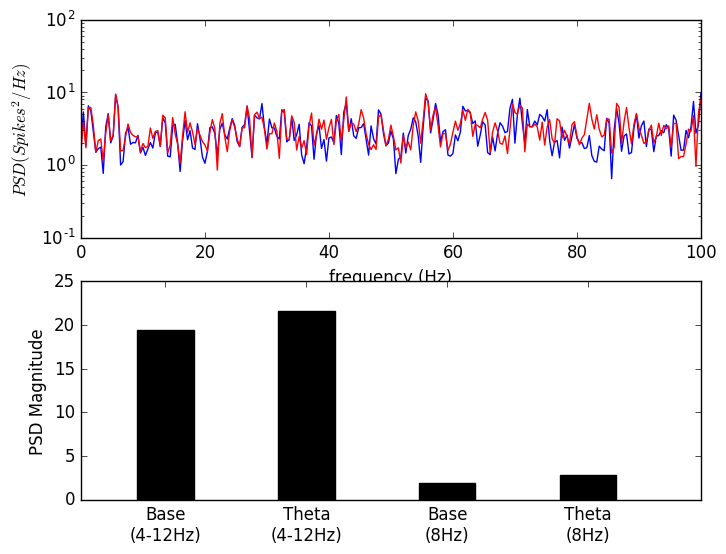 10^2
10^1
10^0
10^-1
PSD (Spikes^2/Hz)
0 20 40 60 80 100
frequency (Hz)
25
20
15
10
5
0
PSD Magnitude
Base Theta Base Theta
(4-12Hz) (4-12Hz) (8Hz) (8Hz)